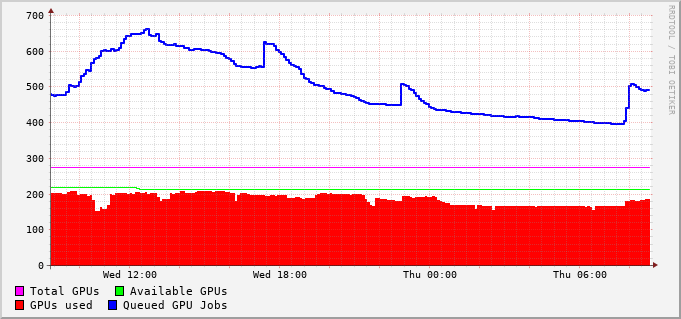 700
600
500
400
300
200
100
0
Wed 12:00 Wed 18:00 Thu 00:00 Thu 06:00
Total GPUs Available GPUs
GPUs used Queued GPU Jobs
RRDTOOL / TOBI OETIKER